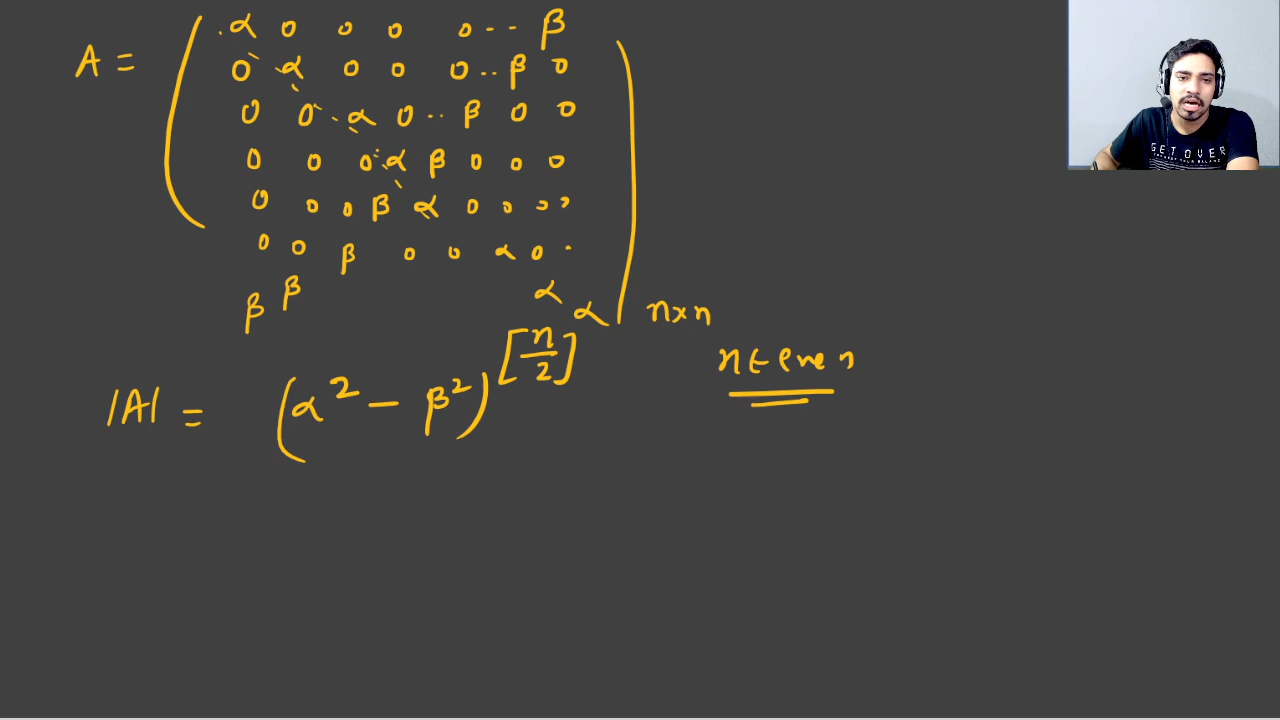 A = ( α 0 0 0 0 -- β
0 α 0 0 0 .. β 0
0 0 α 0 .. β 0 0
0 0 0 α β 0 0 0
0 0 0 β α 0 0 0 ,
0 0 β 0 0 α 0 .
β β α α ) n×n
|A| = (α² - β²)^[n/2] n ∈ even
GET OVER